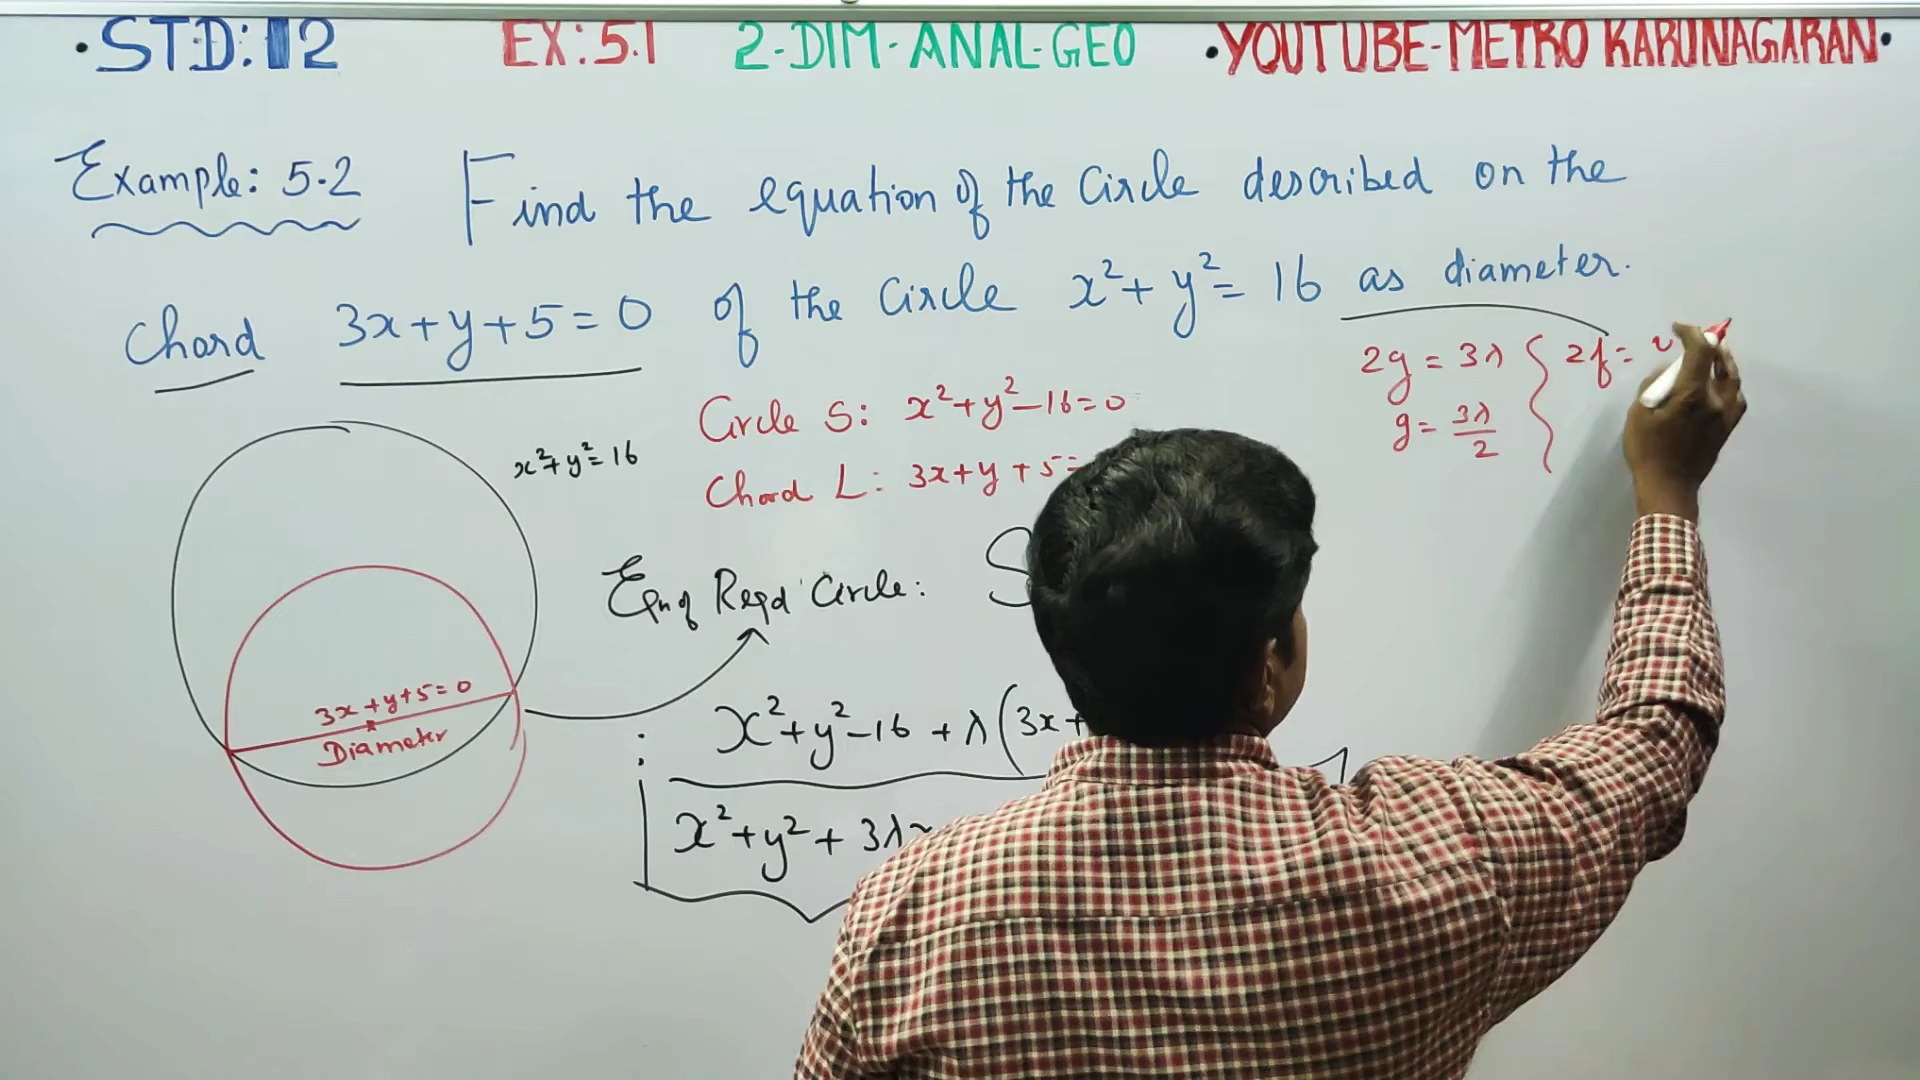 • STD: 12 EX: 5.1 2-DIM-ANAL-GEO • YOUTUBE-METRO KARUNAGARAN •
Example: 5.2 Find the equation of the Circle described on the
Chord 3x+y+5=0 of the Circle x²+y²=16 as diameter.
2g = 3λ { 2f =
g = 3λ/2
Circle S: x²+y²-16=0
Chord L: 3x+y+5=
x²+y²=16
Eqn of Reqd Circle: S
3x+y+5=0
Diameter
: x²+y²-16+λ(3x+
x²+y²+3λx